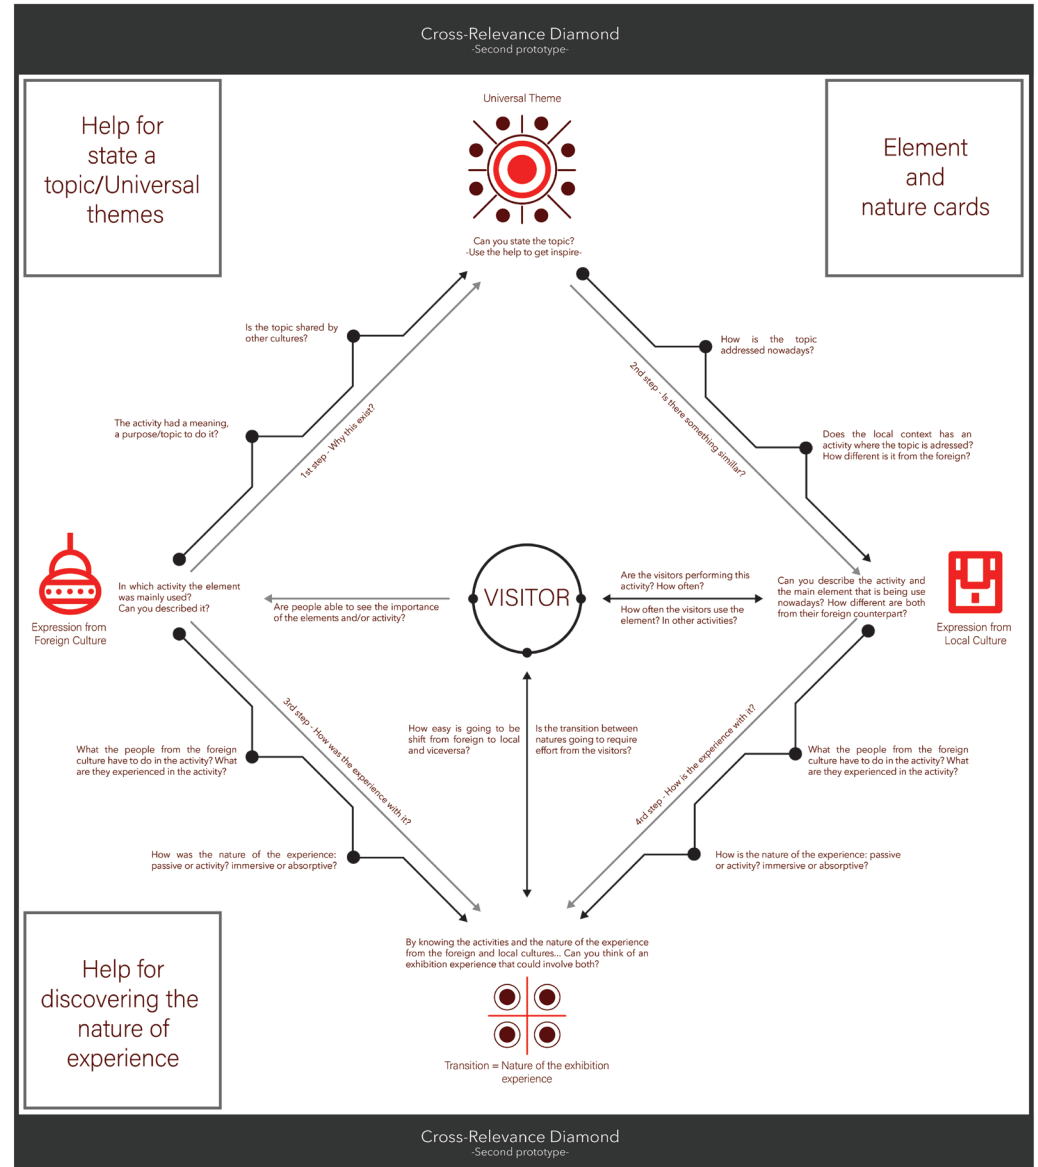 Cross-Relevance Diamond
-Second prototype-
Help for
state a
topic/Universal
themes
Universal Theme
Element
and
nature cards
Can you state the topic?
-Use the help to get inspire-
Is the topic shared by
other cultures?
How is the topic
addressed nowadays?
The activity had a meaning,
a purpose/topic to do it?
1st step - Why this exist?
2nd step - Is there something simillar?
Does the local context has an
activity where the topic is adressed?
How different is it from the foreign?
Expression from
Foreign Culture
In which activity the element
was mainly used?
Can you described it?
Are people able to see the importance
of the elements and/or activity?
VISITOR
Are the visitors performing this
activity? How often?
How often the visitors use the
element? In other activities?
Can you describe the activity and
the main element that is being use
nowadays? How different are both
from their foreign counterpart?
Expression from
Local Culture
3rd step - How was the experience with it?
How easy is going to be
shift from foreign to local
and viceversa?
Is the transition between
natures going to require
effort from the visitors?
4rd step - How is the experience with it?
What the people from the foreign
culture have to do in the activity? What
are they experienced in the activity?
What the people from the foreign
culture have to do in the activity? What
are they experienced in the activity?
How was the nature of the experience:
passive or activity? immersive or absorptive?
How is the nature of the experience: passive
or activity? immersive or absorptive?
Help for
discovering the
nature of
experience
By knowing the activities and the nature of the experience
from the foreign and local cultures... Can you think of an
exhibition experience that could involve both?
Transition = Nature of the exhibition
experience
Cross-Relevance Diamond
-Second prototype-